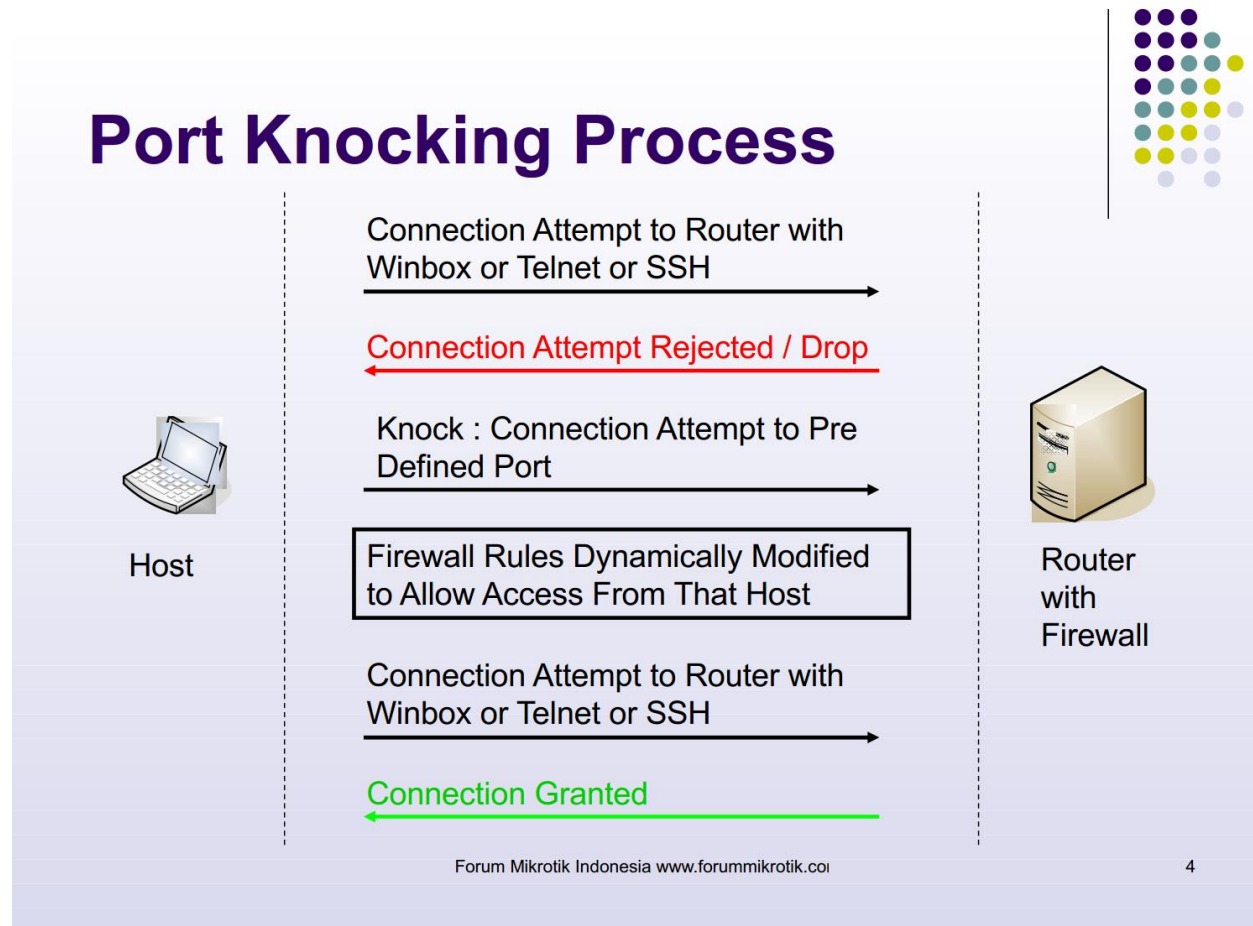 Port Knocking Process
Connection Attempt to Router with
Winbox or Telnet or SSH
Connection Attempt Rejected / Drop
Knock : Connection Attempt to Pre
Defined Port
Host
Firewall Rules Dynamically Modified
to Allow Access From That Host
Router
with
Firewall
Connection Attempt to Router with
Winbox or Telnet or SSH
Connection Granted
Forum Mikrotik Indonesia www.forummikrotik.co
4